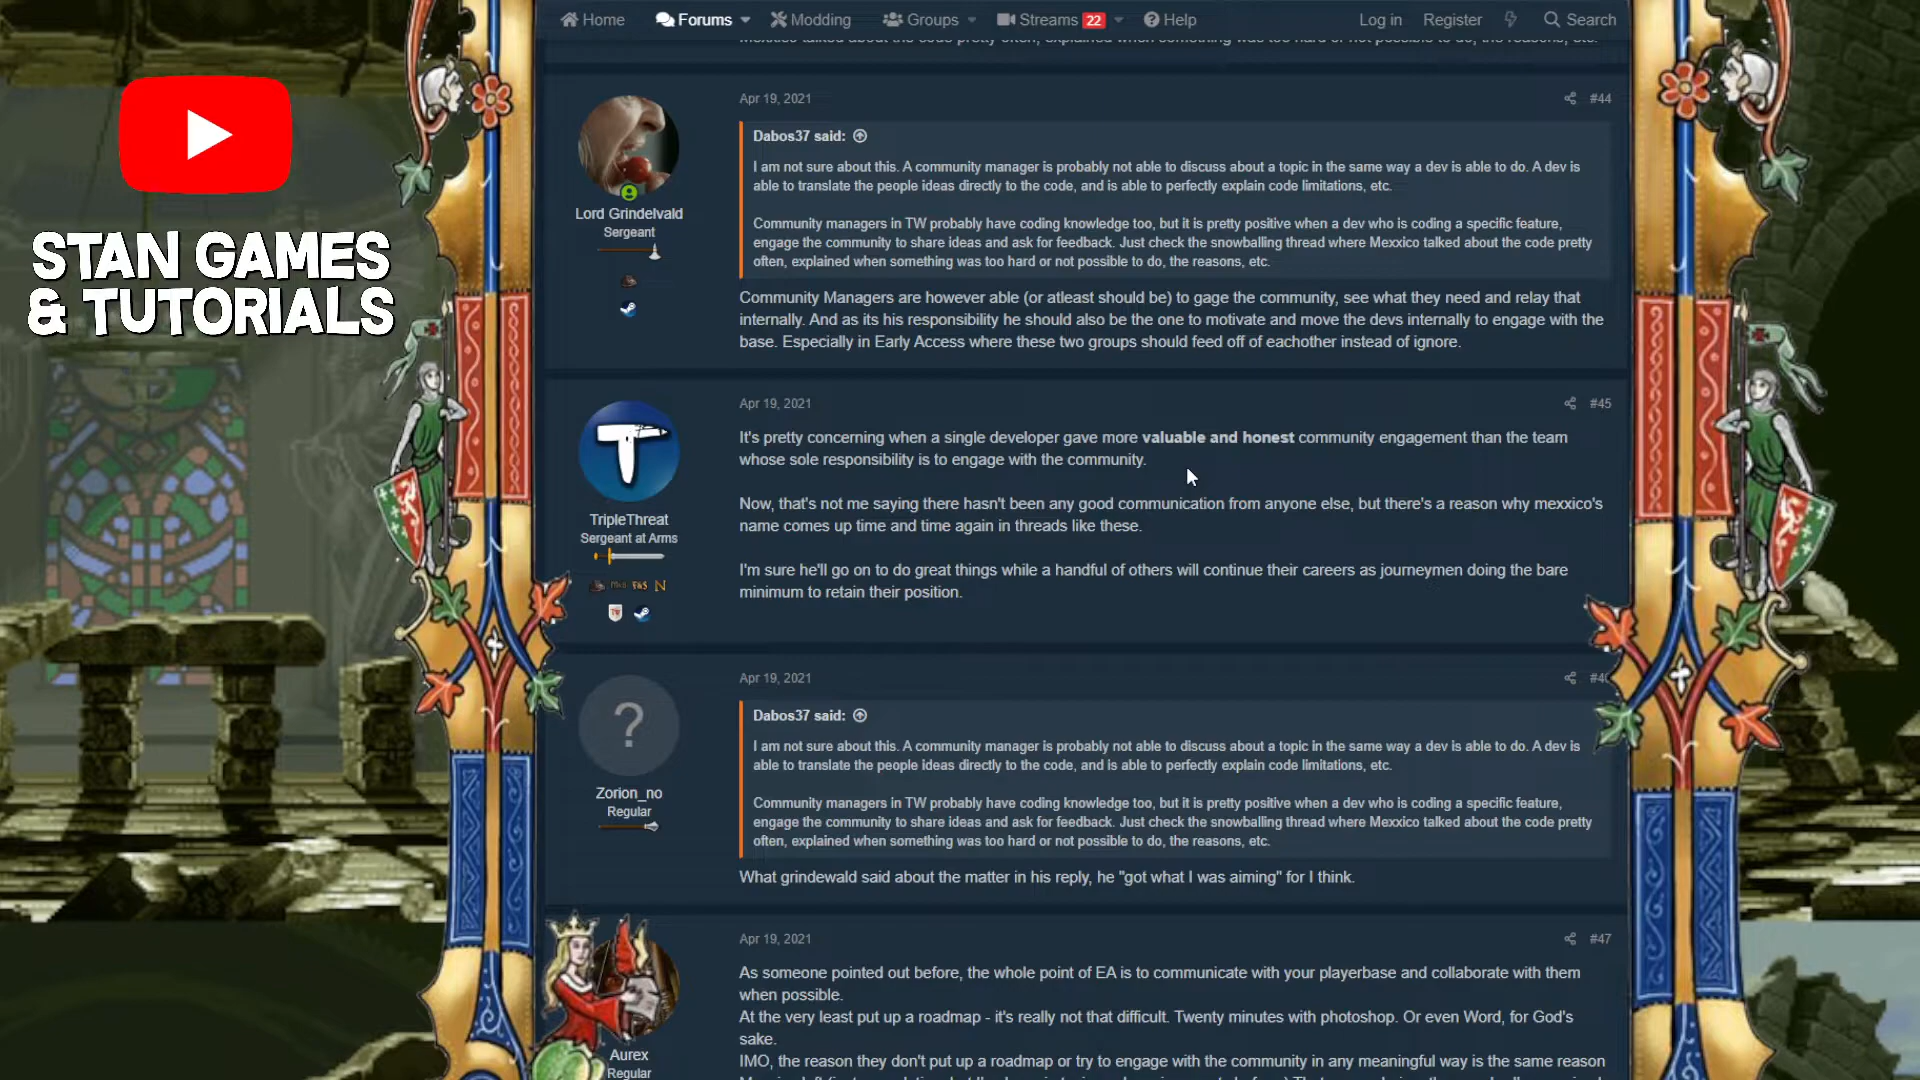 Home Forums Modding Groups Streams 22 Help Log in Register Search
STAN GAMES
& TUTORIALS
Apr 19, 2021 #44
Lord Grindelvald
Sergeant
Dabos37 said:
I am not sure about this. A community manager is probably not able to discuss about a topic in the same way a dev is able to do. A dev is
able to translate the people ideas directly to the code, and is able to perfectly explain code limitations, etc.
Community managers in TW probably have coding knowledge too, but it is pretty positive when a dev who is coding a specific feature,
engage the community to share ideas and ask for feedback. Just check the snowballing thread where Mexxico talked about the code pretty
often, explained when something was too hard or not possible to do, the reasons, etc.
Community Managers are however able (or atleast should be) to gage the community, see what they need and relay that
internally. And as its his responsibility he should also be the one to motivate and move the devs internally to engage with the
base. Especially in Early Access where these two groups should feed off of eachother instead of ignore.
Apr 19, 2021 #45
TripleThreat
Sergeant at Arms
It's pretty concerning when a single developer gave more valuable and honest community engagement than the team
whose sole responsibility is to engage with the community.
Now, that's not me saying there hasn't been any good communication from anyone else, but there's a reason why mexxico's
name comes up time and time again in threads like these.
I'm sure he'll go on to do great things while a handful of others will continue their careers as journeymen doing the bare
minimum to retain their position.
Apr 19, 2021
Zorion_no
Regular
Dabos37 said:
I am not sure about this. A community manager is probably not able to discuss about a topic in the same way a dev is able to do. A dev is
able to translate the people ideas directly to the code, and is able to perfectly explain code limitations, etc.
Community managers in TW probably have coding knowledge too, but it is pretty positive when a dev who is coding a specific feature,
engage the community to share ideas and ask for feedback. Just check the snowballing thread where Mexxico talked about the code pretty
often, explained when something was too hard or not possible to do, the reasons, etc.
What grindewald said about the matter in his reply, he "got what I was aiming" for I think.
Apr 19, 2021 #47
Aurex
Regular
As someone pointed out before, the whole point of EA is to communicate with your playerbase and collaborate with them
when possible.
At the very least put up a roadmap - it's really not that difficult. Twenty minutes with photoshop. Or even Word, for God's
sake.
IMO, the reason they don't put up a roadmap or try to engage with the community in any meaningful way is the same reason